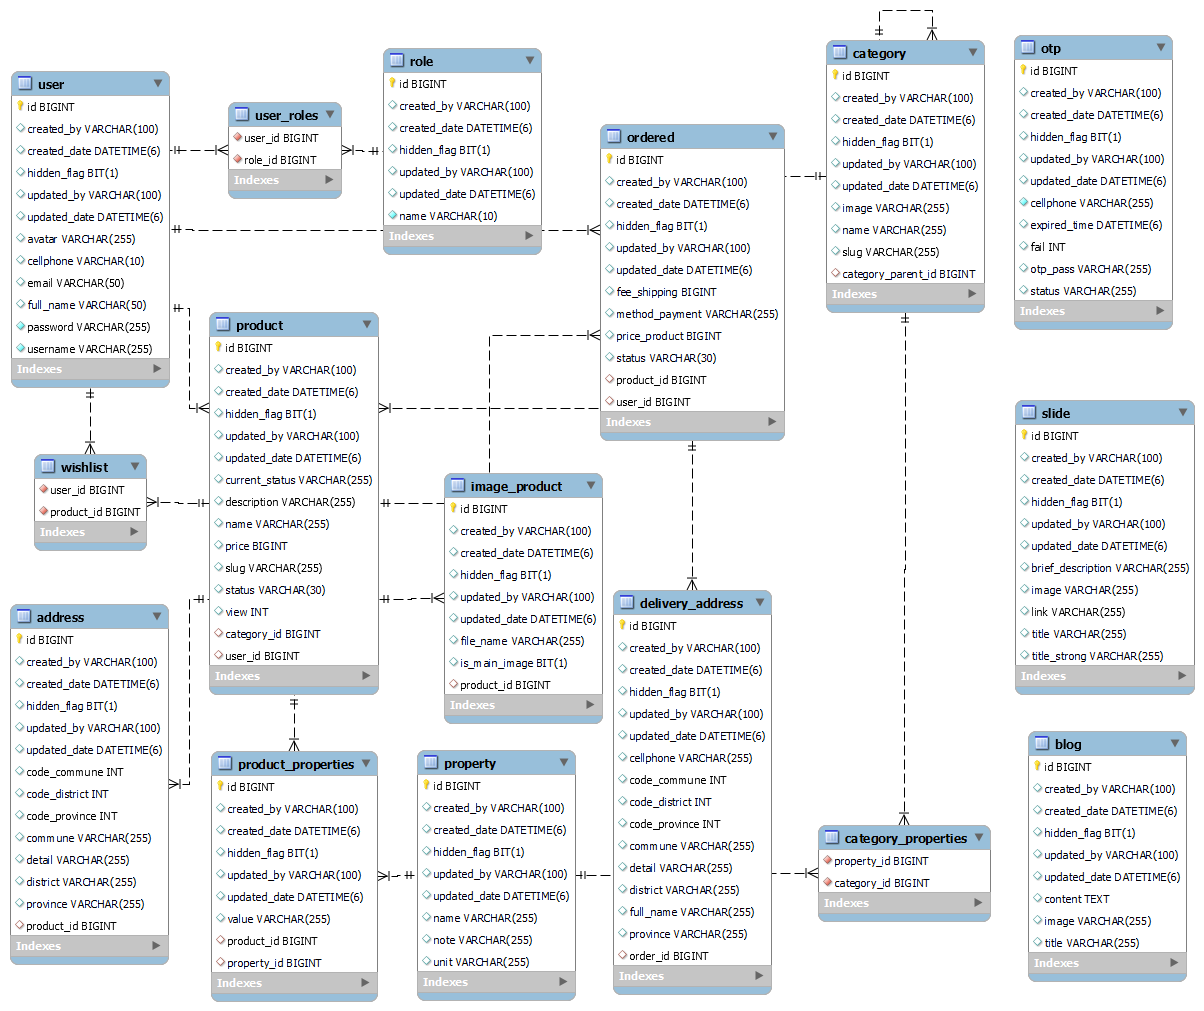 user
id BIGINT
created_by VARCHAR(100)
created_date DATETIME(6)
hidden_flag BIT(1)
updated_by VARCHAR(100)
updated_date DATETIME(6)
avatar VARCHAR(255)
cellphone VARCHAR(10)
email VARCHAR(50)
full_name VARCHAR(50)
password VARCHAR(255)
username VARCHAR(255)
Indexes
user_roles
user_id BIGINT
role_id BIGINT
Indexes
role
id BIGINT
created_by VARCHAR(100)
created_date DATETIME(6)
hidden_flag BIT(1)
updated_by VARCHAR(100)
updated_date DATETIME(6)
name VARCHAR(10)
Indexes
ordered
id BIGINT
created_by VARCHAR(100)
created_date DATETIME(6)
hidden_flag BIT(1)
updated_by VARCHAR(100)
updated_date DATETIME(6)
fee_shipping BIGINT
method_payment VARCHAR(255)
price_product BIGINT
status VARCHAR(30)
product_id BIGINT
user_id BIGINT
Indexes
category
id BIGINT
created_by VARCHAR(100)
created_date DATETIME(6)
hidden_flag BIT(1)
updated_by VARCHAR(100)
updated_date DATETIME(6)
image VARCHAR(255)
name VARCHAR(255)
slug VARCHAR(255)
category_parent_id BIGINT
Indexes
otp
id BIGINT
created_by VARCHAR(100)
created_date DATETIME(6)
hidden_flag BIT(1)
updated_by VARCHAR(100)
updated_date DATETIME(6)
cellphone VARCHAR(255)
expired_time DATETIME(6)
fail INT
otp_pass VARCHAR(255)
status VARCHAR(255)
Indexes
product
id BIGINT
created_by VARCHAR(100)
created_date DATETIME(6)
hidden_flag BIT(1)
updated_by VARCHAR(100)
updated_date DATETIME(6)
current_status VARCHAR(255)
description VARCHAR(255)
name VARCHAR(255)
price BIGINT
slug VARCHAR(255)
status VARCHAR(30)
view INT
category_id BIGINT
user_id BIGINT
Indexes
wishlist
user_id BIGINT
product_id BIGINT
Indexes
image_product
id BIGINT
created_by VARCHAR(100)
created_date DATETIME(6)
hidden_flag BIT(1)
updated_by VARCHAR(100)
updated_date DATETIME(6)
file_name VARCHAR(255)
is_main_image BIT(1)
product_id BIGINT
Indexes
slide
id BIGINT
created_by VARCHAR(100)
created_date DATETIME(6)
hidden_flag BIT(1)
updated_by VARCHAR(100)
updated_date DATETIME(6)
brief_description VARCHAR(255)
image VARCHAR(255)
link VARCHAR(255)
title VARCHAR(255)
title_strong VARCHAR(255)
Indexes
address
id BIGINT
created_by VARCHAR(100)
created_date DATETIME(6)
hidden_flag BIT(1)
updated_by VARCHAR(100)
updated_date DATETIME(6)
code_commune INT
code_district INT
code_province INT
commune VARCHAR(255)
detail VARCHAR(255)
district VARCHAR(255)
province VARCHAR(255)
product_id BIGINT
Indexes
product_properties
id BIGINT
created_by VARCHAR(100)
created_date DATETIME(6)
hidden_flag BIT(1)
updated_by VARCHAR(100)
updated_date DATETIME(6)
value VARCHAR(255)
product_id BIGINT
property_id BIGINT
Indexes
property
id BIGINT
created_by VARCHAR(100)
created_date DATETIME(6)
hidden_flag BIT(1)
updated_by VARCHAR(100)
updated_date DATETIME(6)
name VARCHAR(255)
note VARCHAR(255)
unit VARCHAR(255)
Indexes
delivery_address
id BIGINT
created_by VARCHAR(100)
created_date DATETIME(6)
hidden_flag BIT(1)
updated_by VARCHAR(100)
updated_date DATETIME(6)
cellphone VARCHAR(255)
code_commune INT
code_district INT
code_province INT
commune VARCHAR(255)
detail VARCHAR(255)
district VARCHAR(255)
full_name VARCHAR(255)
province VARCHAR(255)
order_id BIGINT
Indexes
category_properties
property_id BIGINT
category_id BIGINT
Indexes
blog
id BIGINT
created_by VARCHAR(100)
created_date DATETIME(6)
hidden_flag BIT(1)
updated_by VARCHAR(100)
updated_date DATETIME(6)
content TEXT
image VARCHAR(255)
title VARCHAR(255)
Indexes